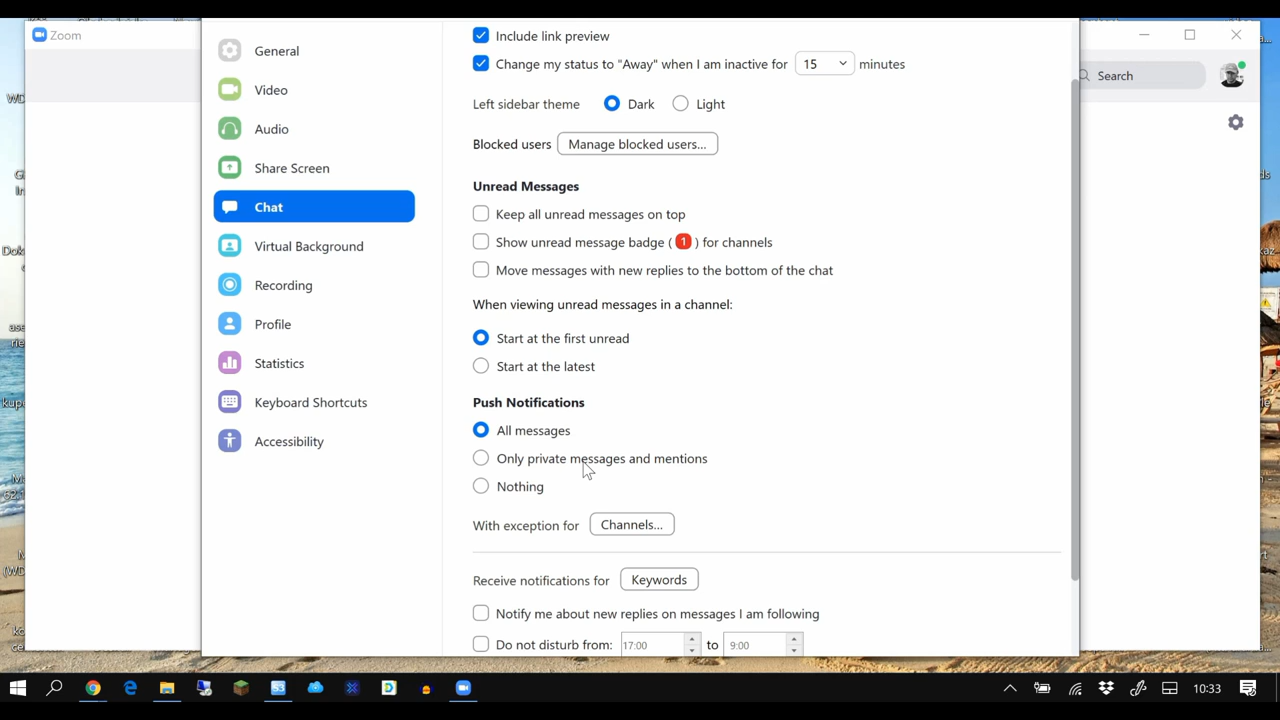 Zoom
General
Video
Audio
Share Screen
Chat
Virtual Background
Recording
Profile
Statistics
Keyboard Shortcuts
Accessibility
Include link preview
Change my status to "Away" when I am inactive for 15 minutes
Left sidebar theme Dark Light
Blocked users Manage blocked users...
Unread Messages
Keep all unread messages on top
Show unread message badge ( 1 ) for channels
Move messages with new replies to the bottom of the chat
When viewing unread messages in a channel:
Start at the first unread
Start at the latest
Push Notifications
All messages
Only private messages and mentions
Nothing
With exception for Channels...
Receive notifications for Keywords
Notify me about new replies on messages I am following
Do not disturb from: 17:00 to 9:00
Search
10:33